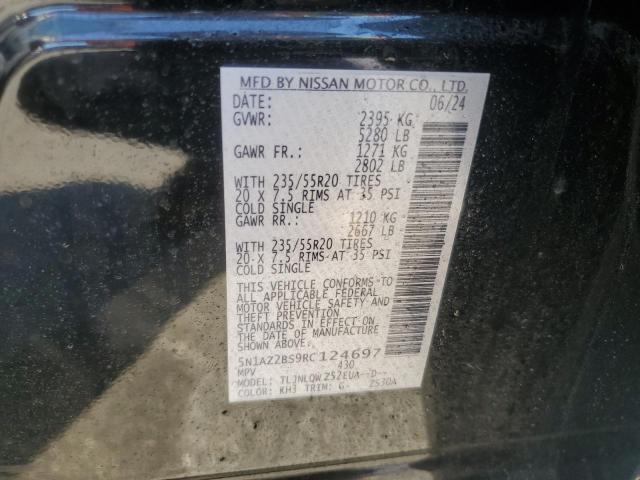 MFD BY NISSAN MOTOR CO., LTD.
DATE: 06/24
GVWR: 2395 KG
5280 LB
GAWR FR.: 1271 KG
2802 LB
WITH 235/55R20 TIRES
20 X 7.5 RIMS AT 35 PSI
COLD SINGLE
GAWR RR.: 1210 KG
2667 LB
WITH 235/55R20 TIRES
20 X 7.5 RIMS AT 35 PSI
COLD SINGLE
THIS VEHICLE CONFORMS TO
ALL APPLICABLE FEDERAL
MOTOR VEHICLE SAFETY AND
THEFT PREVENTION
STANDARDS IN EFFECT ON
THE DATE OF MANUFACTURE
SHOWN ABOVE.
5N1AZ2BS9RC124697
MPV 430
MODEL: TLJNLQWZS2EUA--D--
COLOR: KH3 TRIM: G- ZS30A